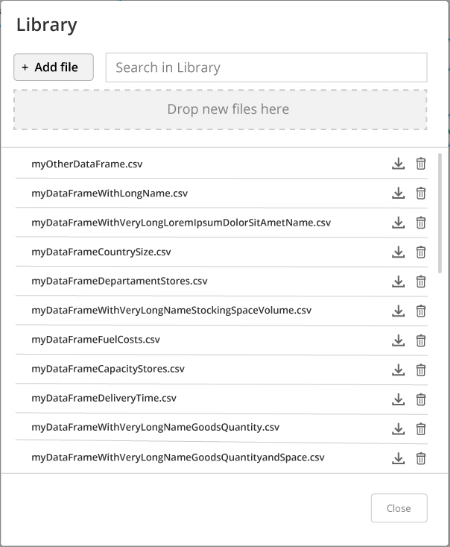 Library
+ Add file
Search in Library
Drop new files here
myOtherDataFrame.csv
myDataFrameWithLongName.csv
myDataFrameWithVeryLongLoremIpsumDolorSitAmetName.csv
myDataFrameCountrySize.csv
myDataFrameDepartamentStores.csv
myDataFrameWithVeryLongNameStockingSpaceVolume.csv
myDataFrameFuelCosts.csv
myDataFrameCapacityStores.csv
myDataFrameDeliveryTime.csv
myDataFrameWithVeryLongNameGoodsQuantity.csv
myDataFrameWithVeryLongNameGoodsQuantityandSpace.csv
Close